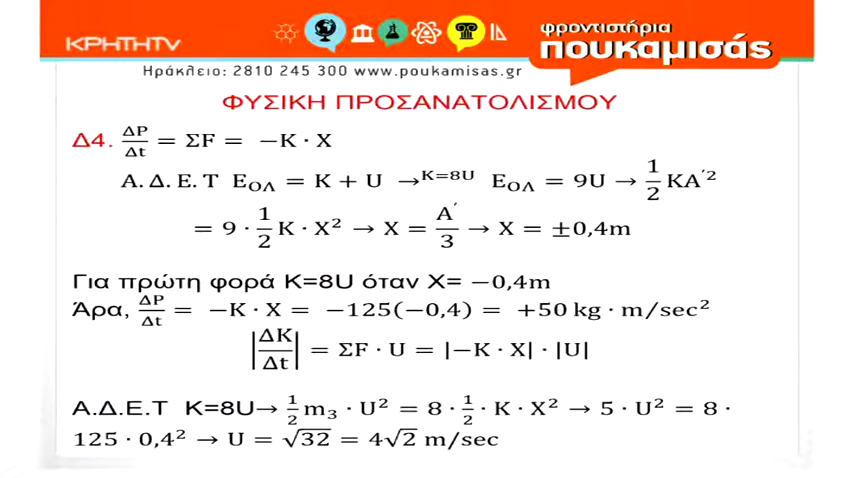 ΚΡΗΤΗTV
φροντιστήρια
πουκαμισάς
Ηράκλειο: 2810 245 300 www.poukamisas.gr
ΦΥΣΙΚΗ ΠΡΟΣΑΝΑΤΟΛΙΣΜΟΥ
Δ4. ΔP/Δt = ΣF = −K · X
Α. Δ. Ε. Τ E_ΟΛ = K + U →^K=8U E_ΟΛ = 9U → 1/2 KA′²
= 9 · 1/2 K · X² → X = A′/3 → X = ±0,4m
Για πρώτη φορά K=8U όταν X= −0,4m
Άρα, ΔP/Δt = −K · X = −125(−0,4) = +50 kg · m/sec²
|ΔK/Δt| = ΣF · U = |−K · X| · |U|
Α.Δ.Ε.Τ K=8U→ 1/2 m₃ · U² = 8 · 1/2 · K · X² → 5 · U² = 8 ·
125 · 0,4² → U = √32 = 4√2 m/sec